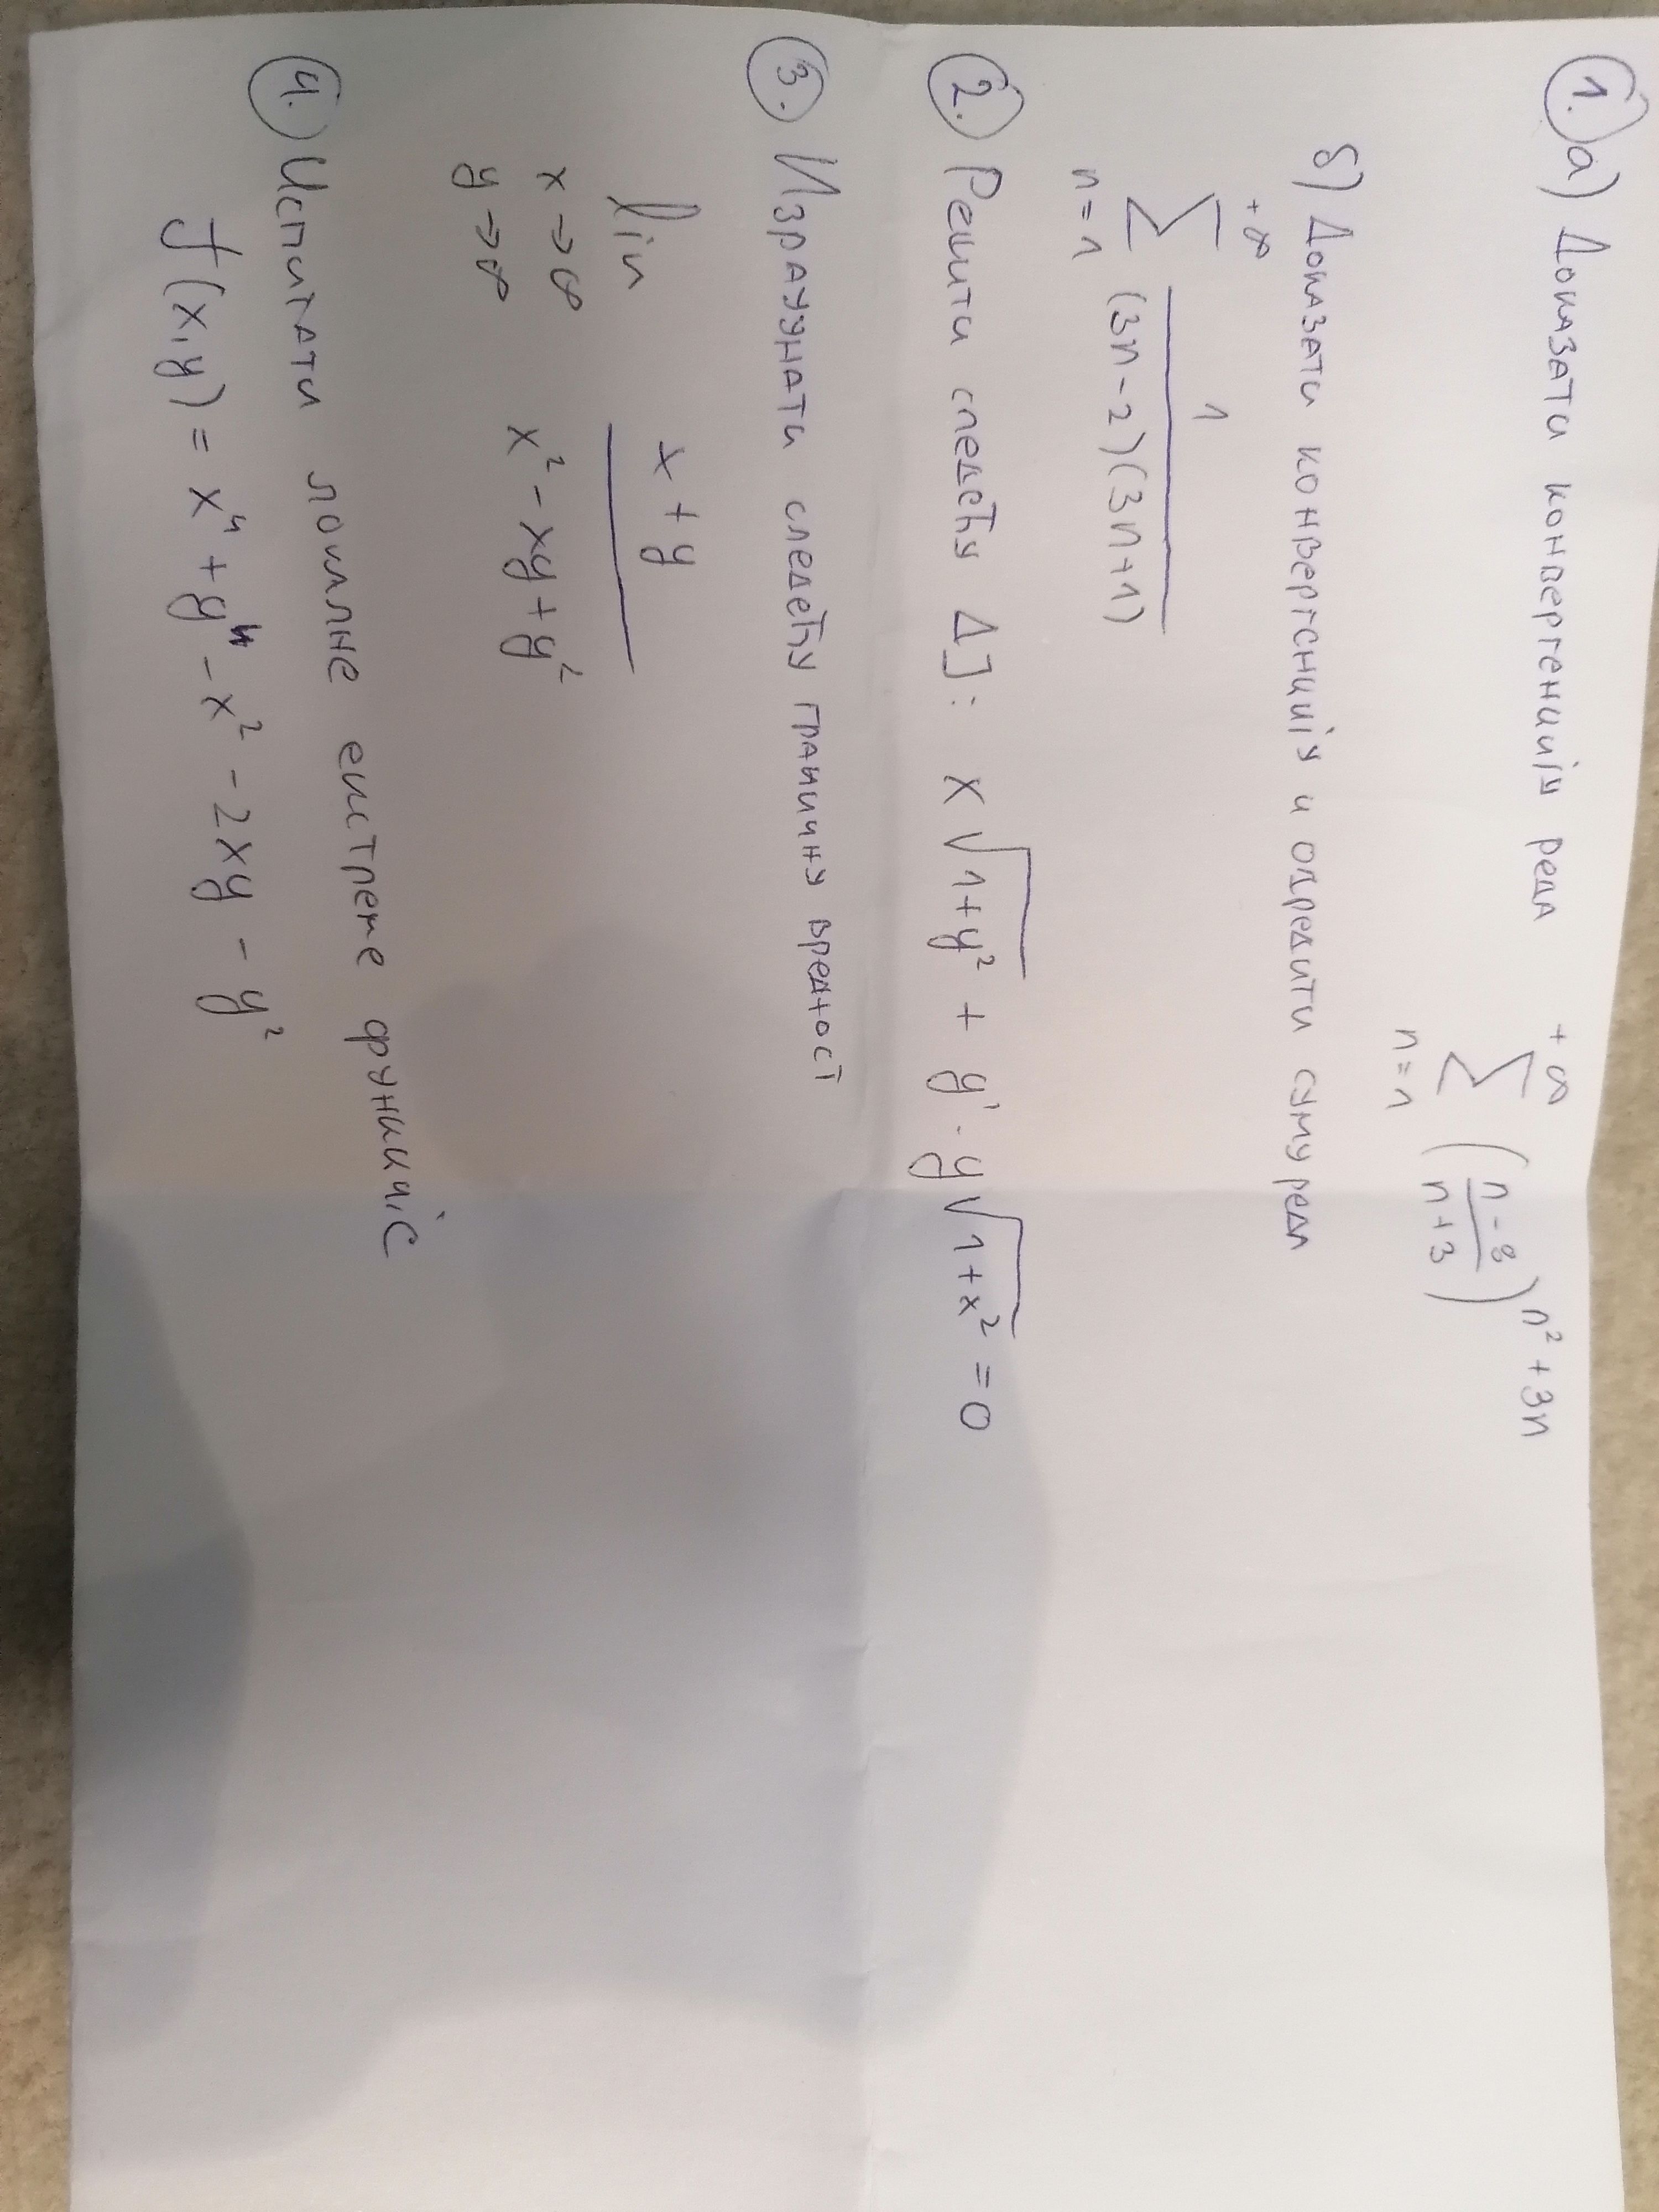 1. а) Доказати конвергенцију реда \sum_{n=1}^{+\infty} \left(\frac{n-8}{n+3}\right)^{n^2+3n}
б) Доказати конвергенцију и одредити суму реда
\sum_{n=1}^{+\infty} \frac{1}{(3n-2)(3n+1)}
2. Решити следећу ΔJ: x\sqrt{1+y^2} + y' \cdot y\sqrt{1+x^2} = 0
3. Израчунати следећу граничну вредност
\lim_{x \to \infty, y \to \infty} \frac{x+y}{x^2-xy+y^2}
4. Испитати локалне екстреме функције
f(x,y) = x^4 + y^4 - x^2 - 2xy - y^2